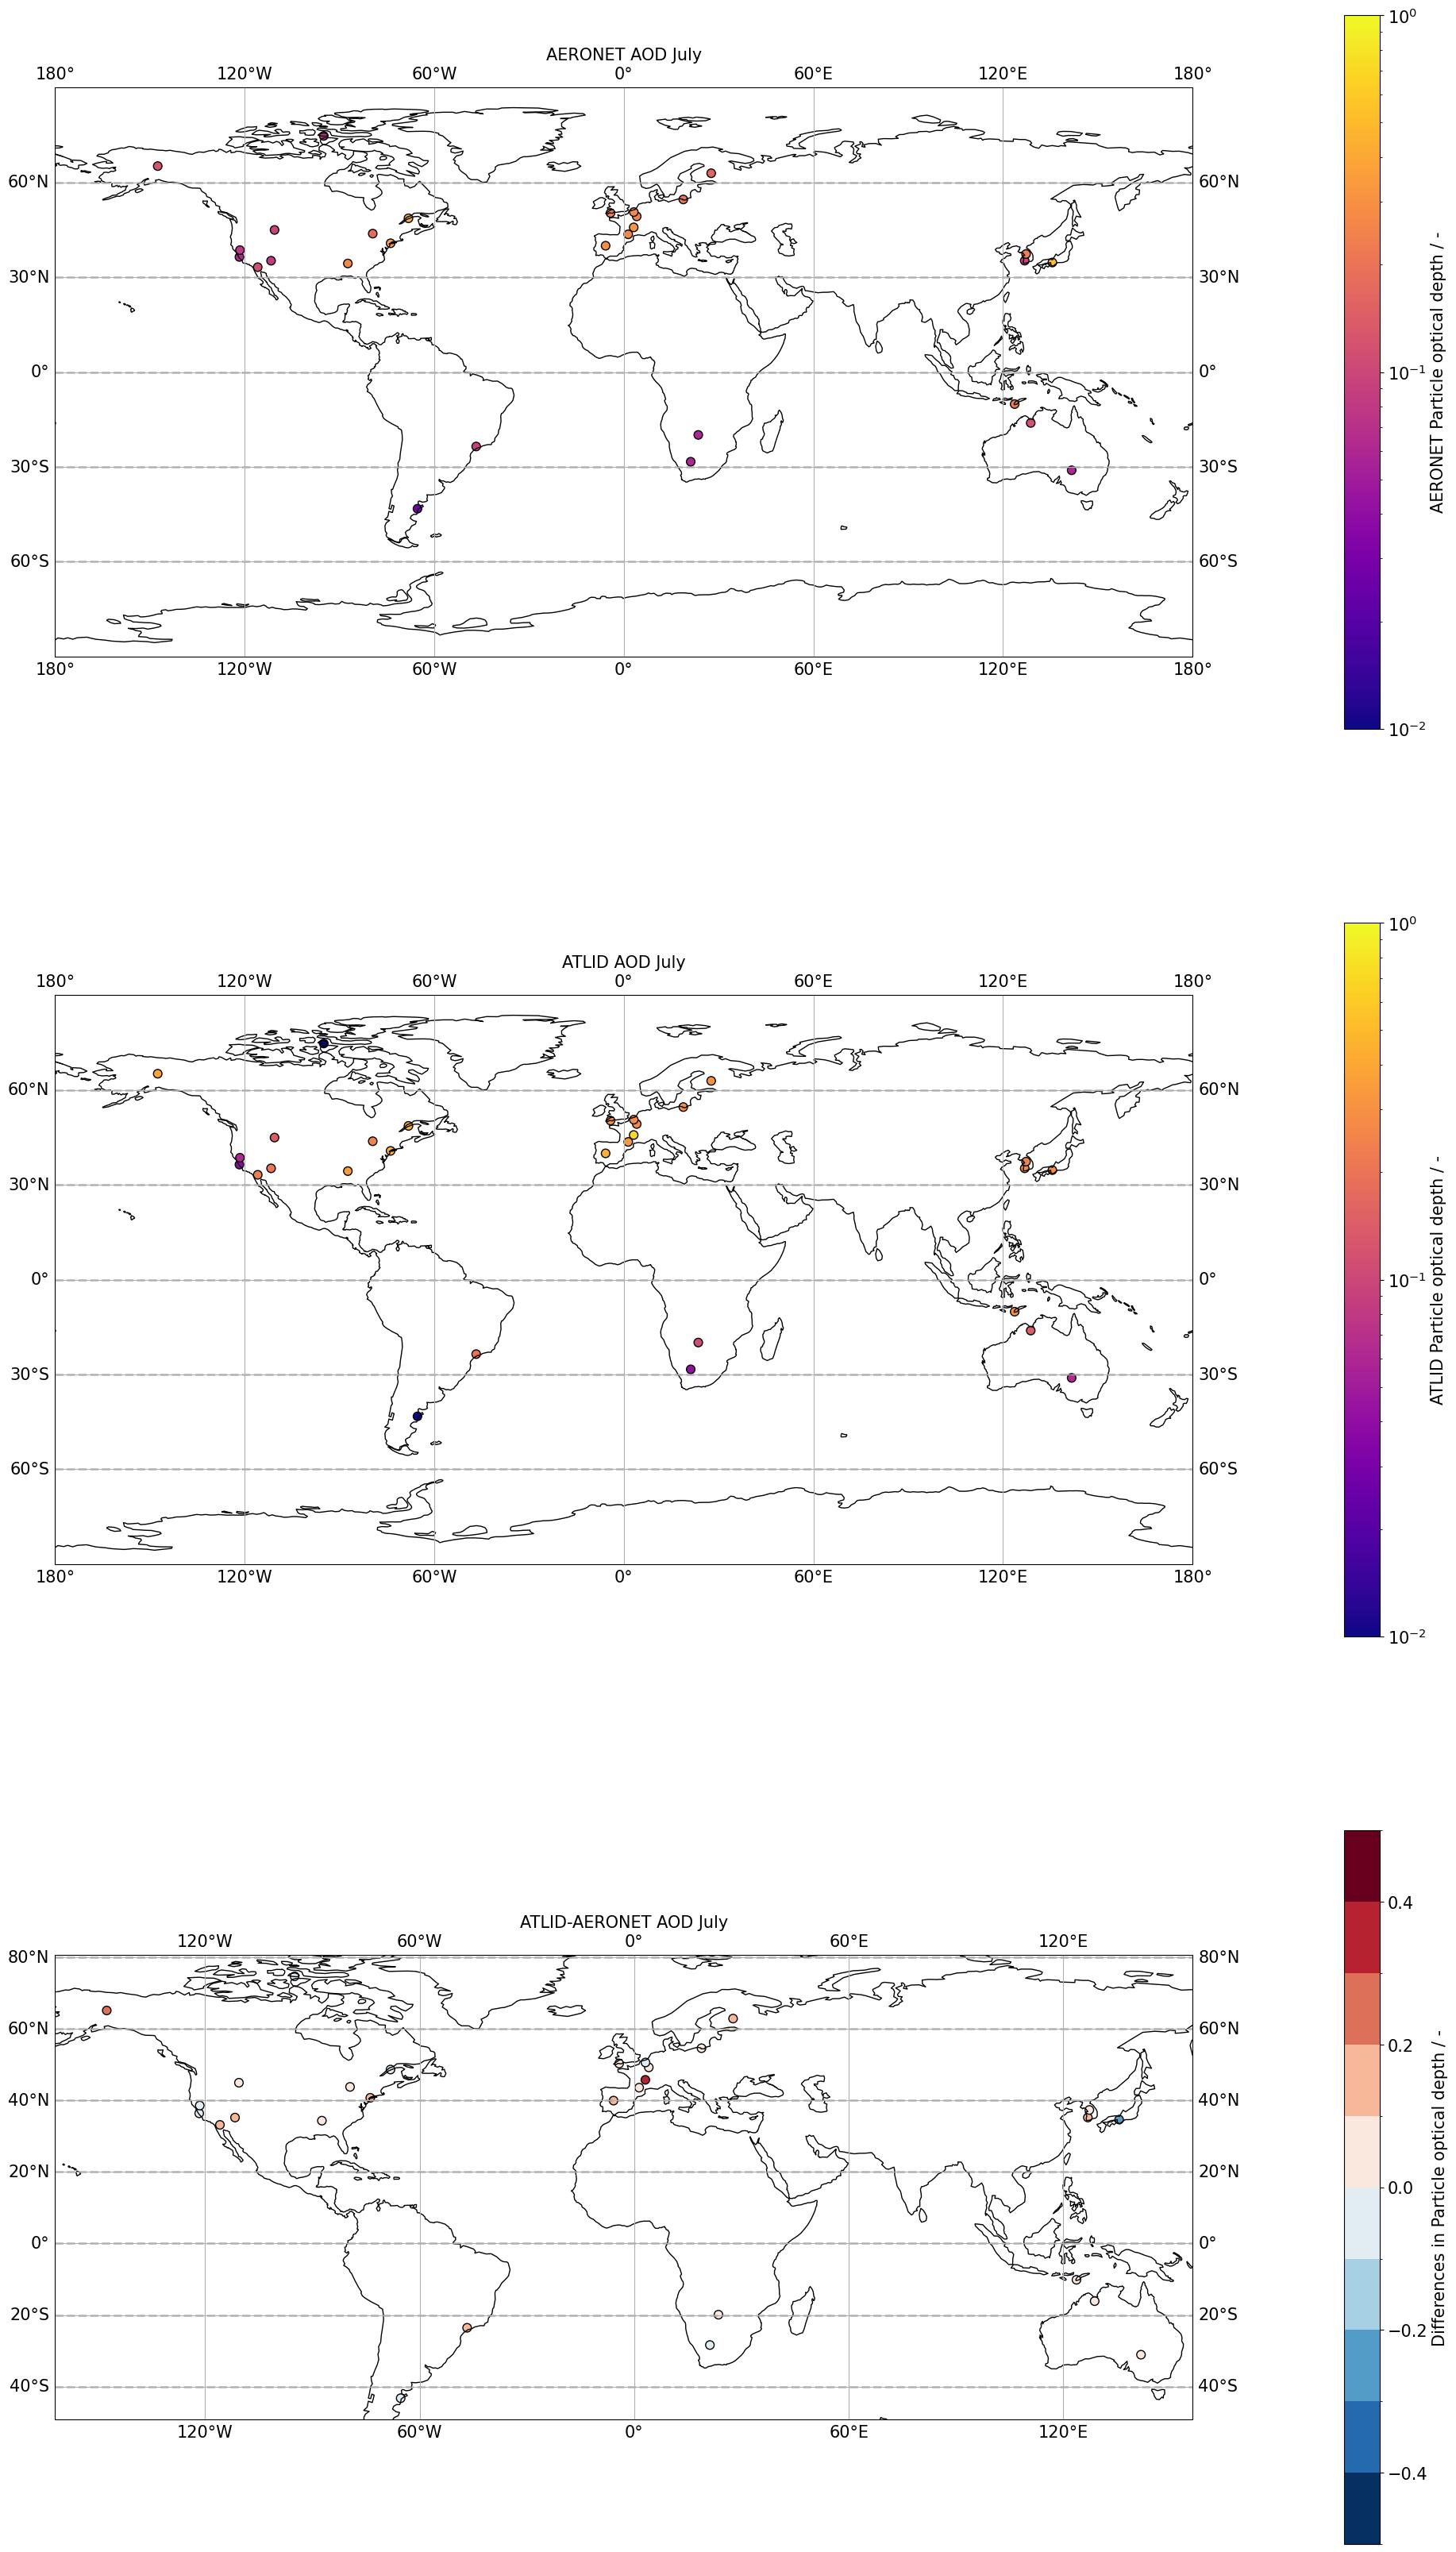 AERONET AOD July
180° 120°W 60°W 0° 60°E 120°E 180°
60°N 60°N
30°N 30°N
0° 0°
30°S 30°S
60°S 60°S
180° 120°W 60°W 0° 60°E 120°E 180°
10⁰
10⁻¹
10⁻²
AERONET Particle optical depth / -
ATLID AOD July
180° 120°W 60°W 0° 60°E 120°E 180°
60°N 60°N
30°N 30°N
0° 0°
30°S 30°S
60°S 60°S
180° 120°W 60°W 0° 60°E 120°E 180°
10⁰
10⁻¹
10⁻²
ATLID Particle optical depth / -
ATLID-AERONET AOD July
120°W 60°W 0° 60°E 120°E
80°N 80°N
60°N 60°N
40°N 40°N
20°N 20°N
0° 0°
20°S 20°S
40°S 40°S
120°W 60°W 0° 60°E 120°E
0.4
0.2
0.0
−0.2
−0.4
Differences in Particle optical depth / -